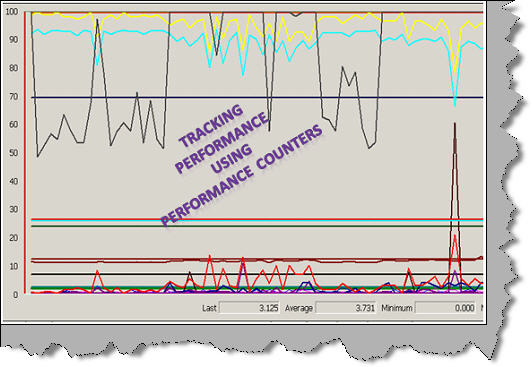 100
90
80
70
60
50
40
30
20
10
0
TRACKING
PERFORMANCE
USING
PERFORMANCE COUNTERS
Last 3.125 Average 3.731 Minimum 0.000